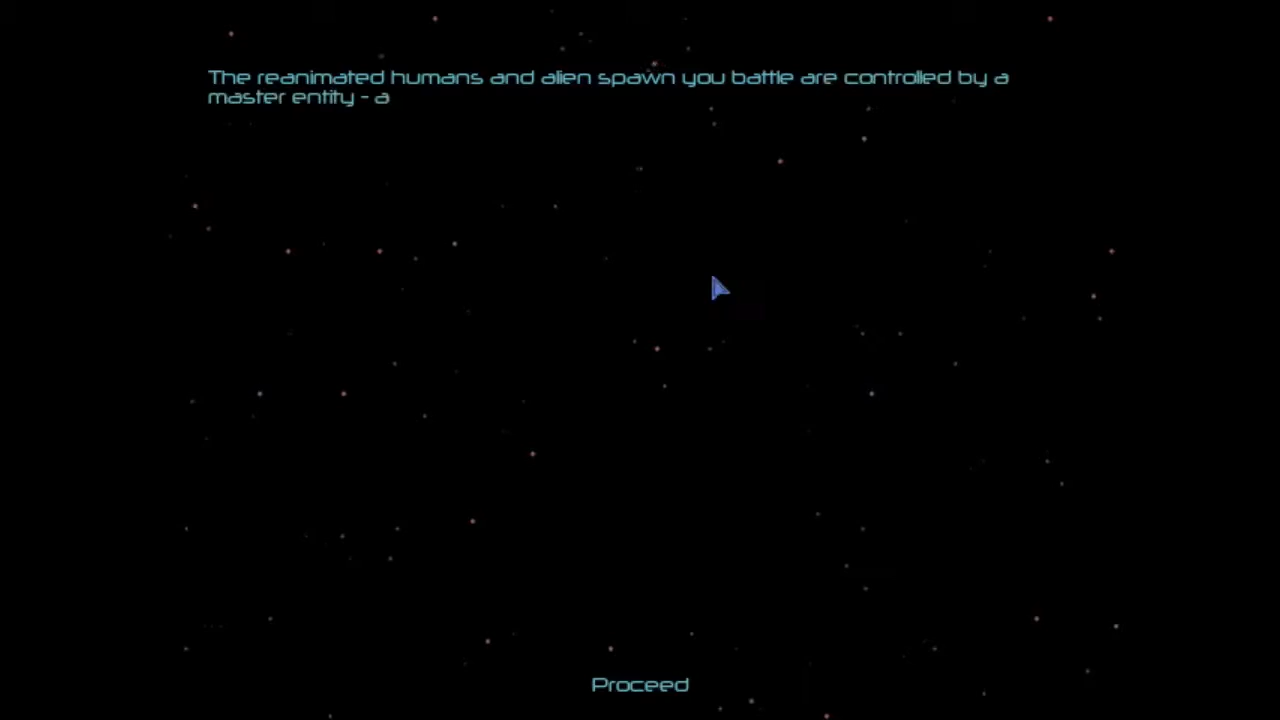 The reanimated humans and alien spawn you battle are controlled by a
master entity - a
Proceed